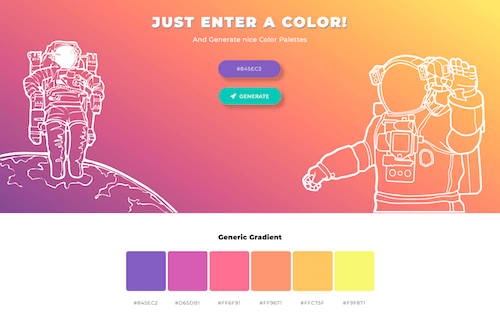 JUST ENTER A COLOR!
And Generate nice Color Palettes
#845EC2
GENERATE
Generic Gradient
#845EC2 #D65DB1 #FF6F91 #FF9671 #FFC75F #F9F871